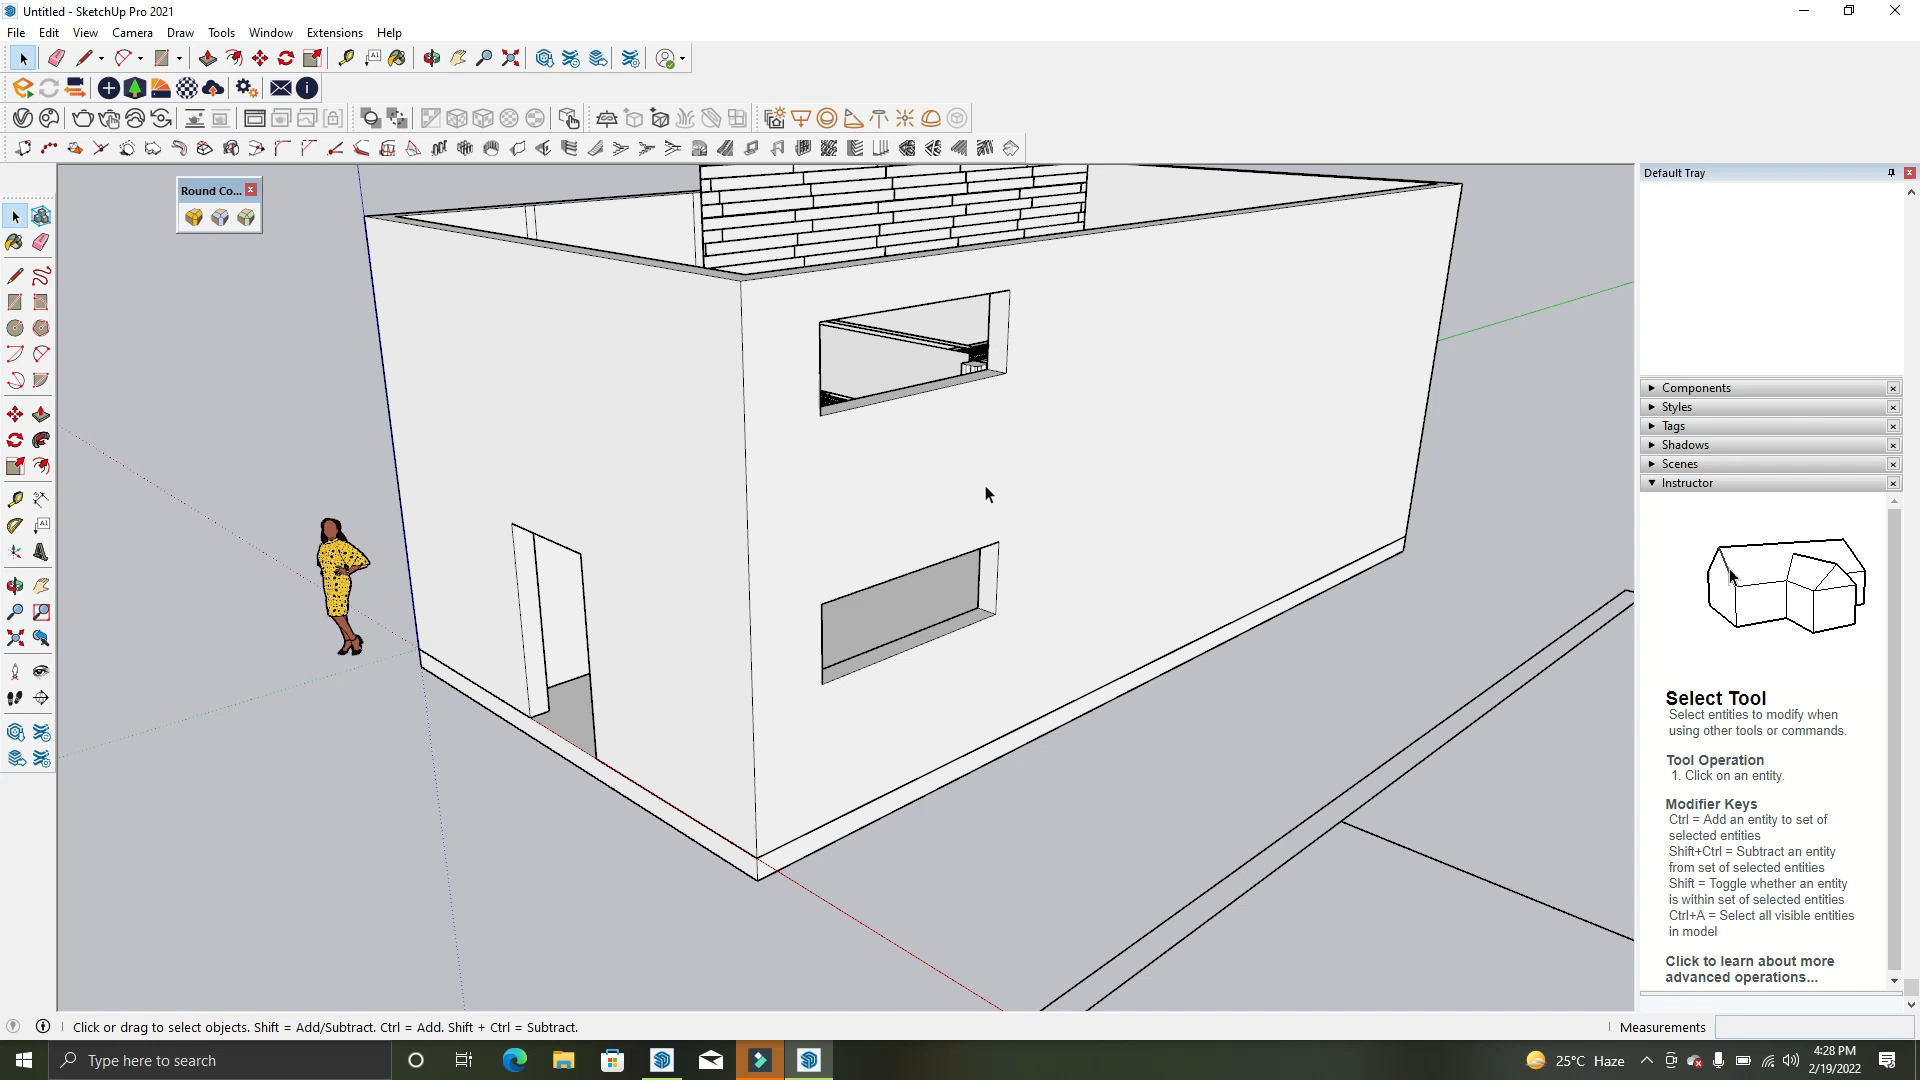 Untitled - SketchUp Pro 2021
File Edit View Camera Draw Tools Window Extensions Help
Round Co...
Default Tray
Components
Styles
Tags
Shadows
Scenes
Instructor
Select Tool
Select entities to modify when
using other tools or commands.
Tool Operation
1. Click on an entity.
Modifier Keys
Ctrl = Add an entity to set of
selected entities
Shift+Ctrl = Subtract an entity
from set of selected entities
Shift = Toggle whether an entity
is within set of selected entities
Ctrl+A = Select all visible entities
in model
Click to learn about more
advanced operations...
Click or drag to select objects. Shift = Add/Subtract. Ctrl = Add. Shift + Ctrl = Subtract.
Measurements
Type here to search
25°C Haze
4:28 PM
2/19/2022